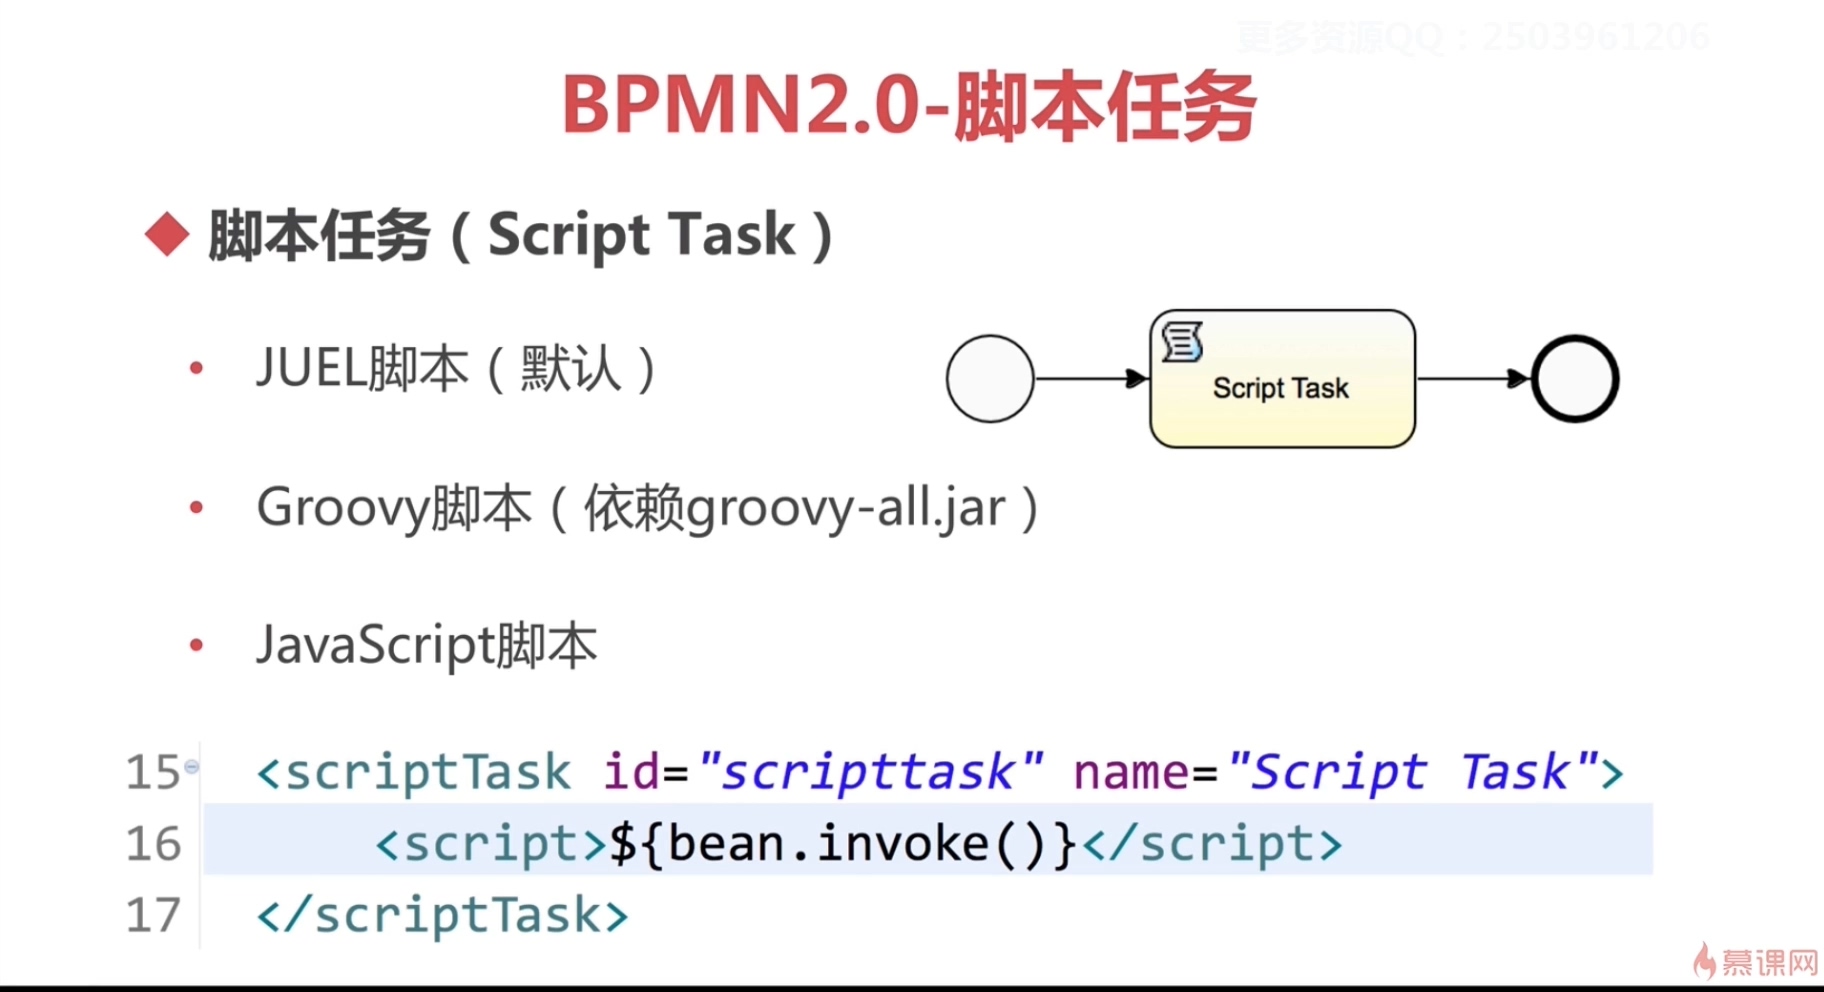 更多资源QQ：2503961206
BPMN2.0-脚本任务
脚本任务（Script Task）
JUEL脚本（默认）
Script Task
Groovy脚本（依赖groovy-all.jar）
JavaScript脚本
15 <scriptTask id="scripttask" name="Script Task">
16 <script>${bean.invoke()}</script>
17 </scriptTask>
慕课网